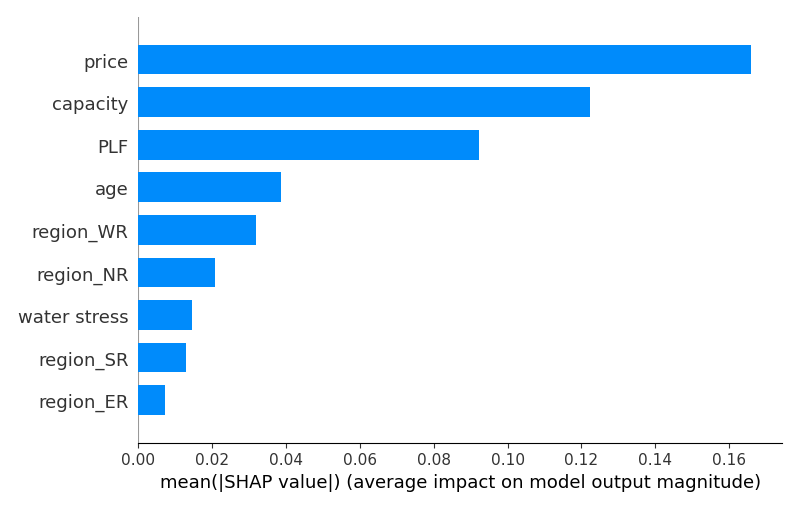 price
capacity
PLF
age
region_WR
region_NR
water stress
region_SR
region_ER
0.00 0.02 0.04 0.06 0.08 0.10 0.12 0.14 0.16
mean(|SHAP value|) (average impact on model output magnitude)